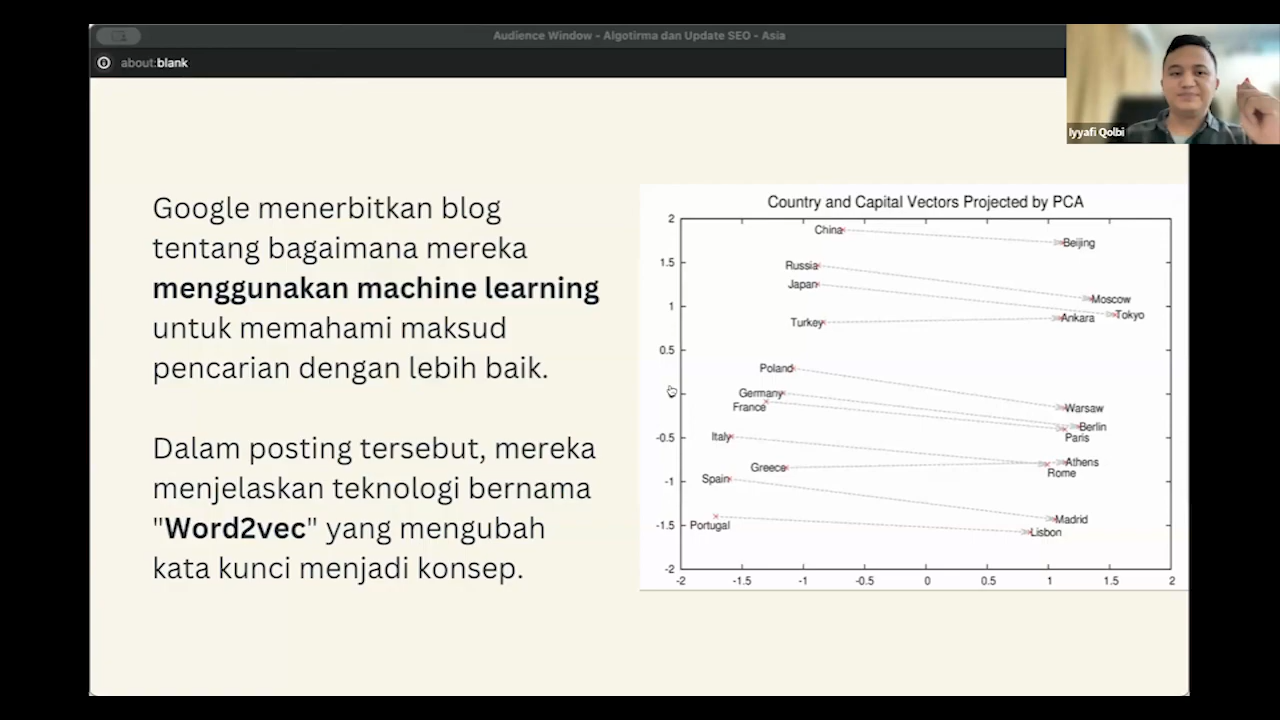 Audience Window - Algotirma dan Update SEO - Asia
about:blank
Iyyafi Qolbi
Google menerbitkan blog
tentang bagaimana mereka
menggunakan machine learning
untuk memahami maksud
pencarian dengan lebih baik.
Dalam posting tersebut, mereka
menjelaskan teknologi bernama
"Word2vec" yang mengubah
kata kunci menjadi konsep.
Country and Capital Vectors Projected by PCA
2
China
Beijing
1.5
Russia
Japan
Moscow
1
Tokyo
Turkey
Ankara
0.5
Poland
Germany
France
Warsaw
Berlin
Paris
-0.5
Italy
Athens
Greece
Rome
Spain
-1
Madrid
-1.5
Portugal
Lisbon
-2
-2 -1.5 -1 -0.5 0 0.5 1 1.5 2